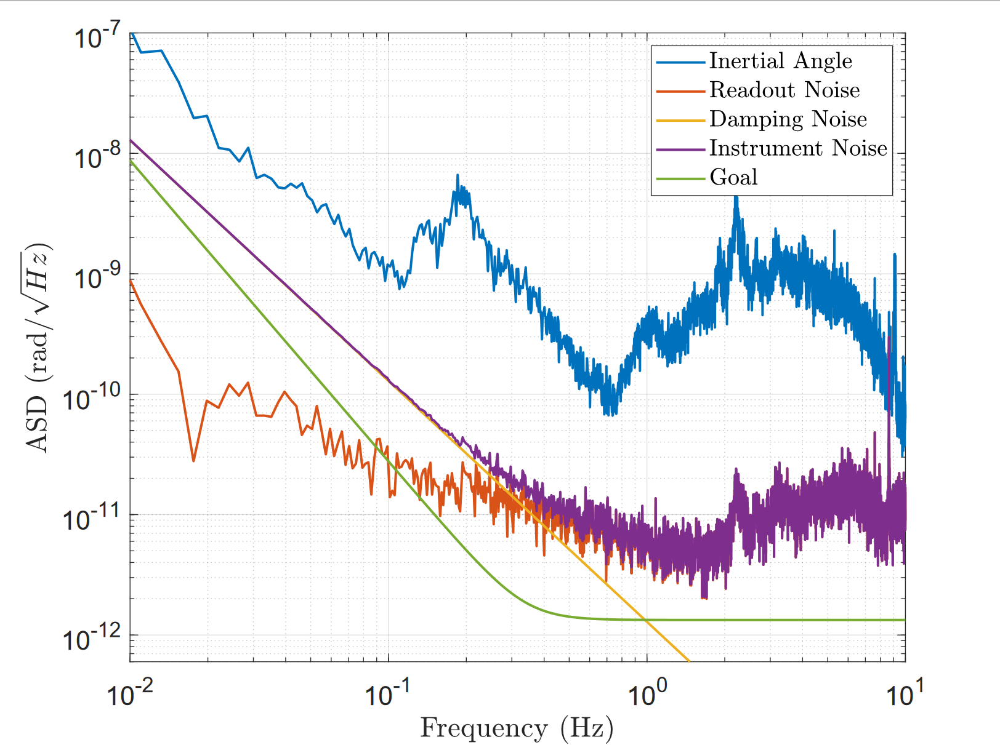 10^-7
10^-8
10^-9
10^-10
10^-11
10^-12
ASD (rad/√Hz)
Inertial Angle
Readout Noise
Damping Noise
Instrument Noise
Goal
10^-2 10^-1 10^0 10^1
Frequency (Hz)